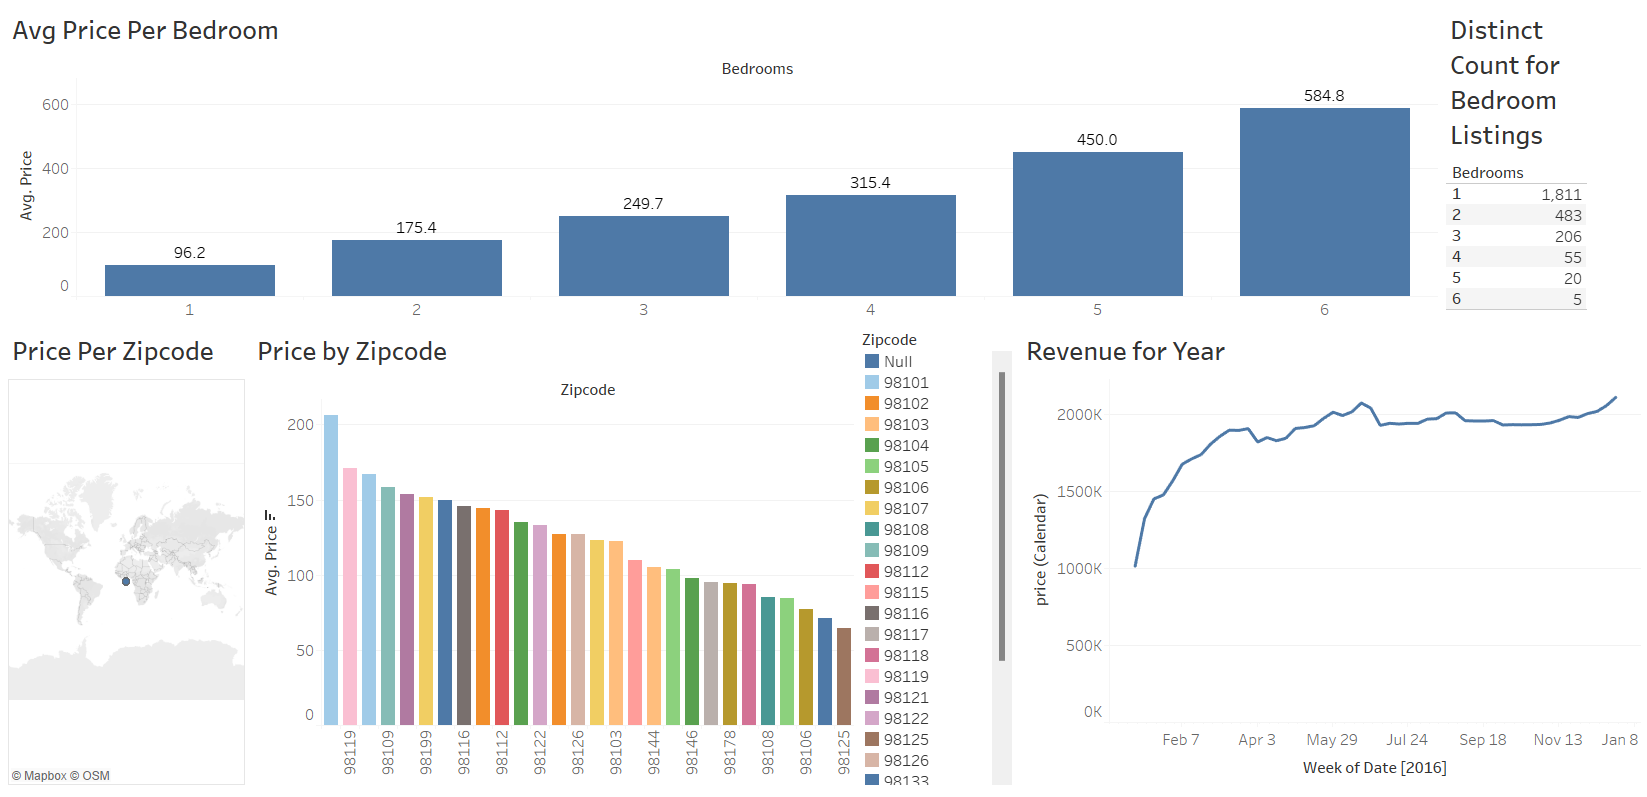 Avg Price Per Bedroom
Bedrooms
Avg. Price
600
400
200
0
96.2
175.4
249.7
315.4
450.0
584.8
1
2
3
4
5
6
Distinct
Count for
Bedroom
Listings
Bedrooms
1 1,811
2 483
3 206
4 55
5 20
6 5
Price Per Zipcode
© Mapbox © OSM
Price by Zipcode
Zipcode
Avg. Price
200
150
100
50
0
98119
98109
98199
98116
98112
98122
98126
98103
98144
98146
98178
98108
98106
98125
Zipcode
Null
98101
98102
98103
98104
98105
98106
98107
98108
98109
98112
98115
98116
98117
98118
98119
98121
98122
98125
98126
98133
Revenue for Year
price (Calendar)
2000K
1500K
1000K
500K
0K
Feb 7
Apr 3
May 29
Jul 24
Sep 18
Nov 13
Jan 8
Week of Date [2016]